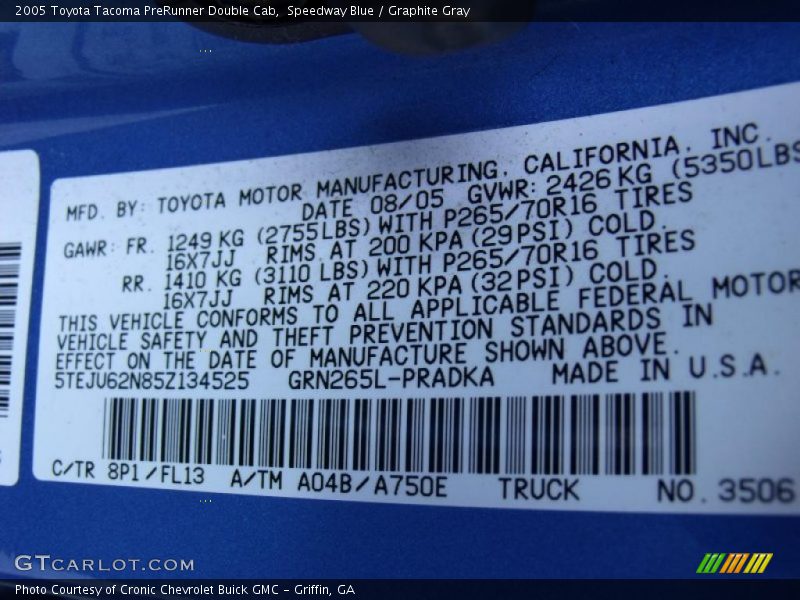 2005 Toyota Tacoma PreRunner Double Cab, Speedway Blue / Graphite Gray
MFD. BY: TOYOTA MOTOR MANUFACTURING, CALIFORNIA, INC.
DATE 08/05 GVWR: 2426 KG (5350LBS
GAWR: FR. 1249 KG (2755LBS) WITH P265/70R16 TIRES
16X7JJ RIMS AT 200 KPA (29PSI) COLD.
RR. 1410 KG (3110 LBS) WITH P265/70R16 TIRES
16X7JJ RIMS AT 220 KPA (32PSI) COLD.
THIS VEHICLE CONFORMS TO ALL APPLICABLE FEDERAL MOTOR
VEHICLE SAFETY AND THEFT PREVENTION STANDARDS IN
EFFECT ON THE DATE OF MANUFACTURE SHOWN ABOVE.
5TEJU62N85Z134525 GRN265L-PRADKA MADE IN U.S.A.
C/TR 8P1/FL13 A/TM A04B/A750E TRUCK NO. 3506
GTCARLOT.COM
Photo Courtesy of Cronic Chevrolet Buick GMC - Griffin, GA